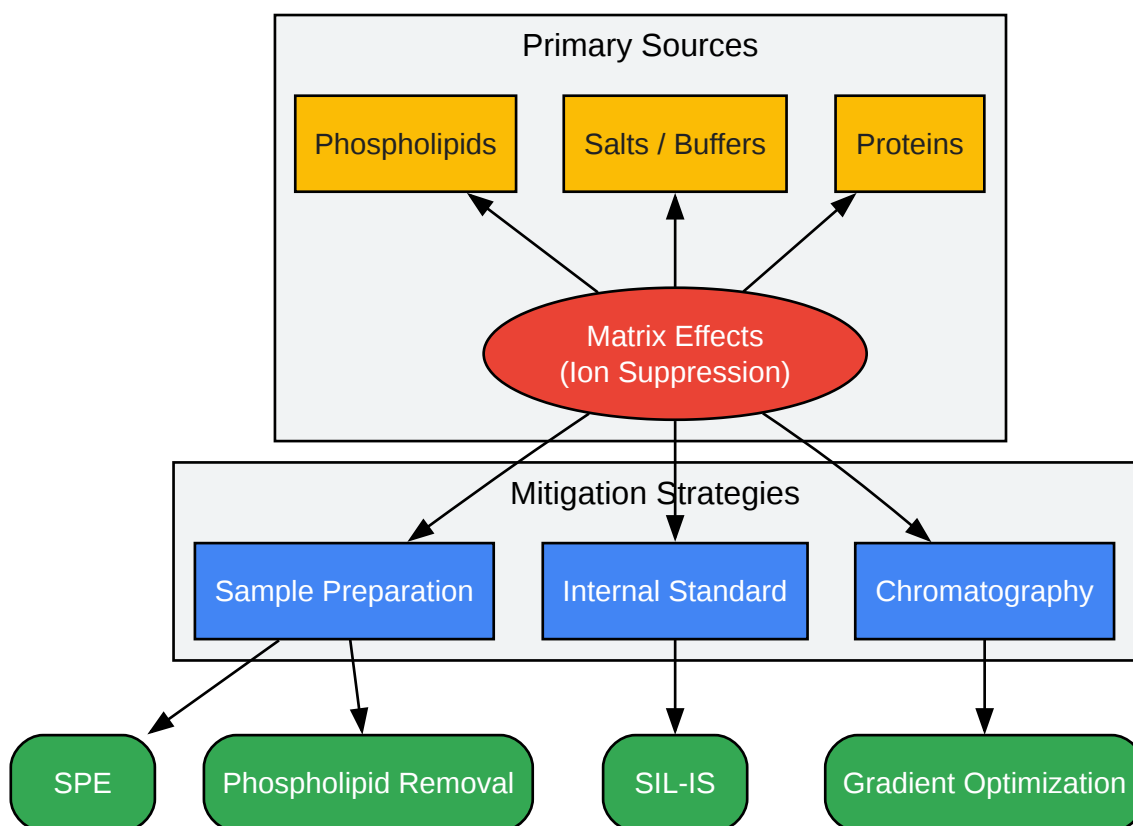 Primary Sources
Phospholipids
Salts / Buffers
Proteins
Matrix Effects
(Ion Suppression)
Mitigation Strategies
Sample Preparation
Internal Standard
Chromatography
SPE
Phospholipid Removal
SIL-IS
Gradient Optimization